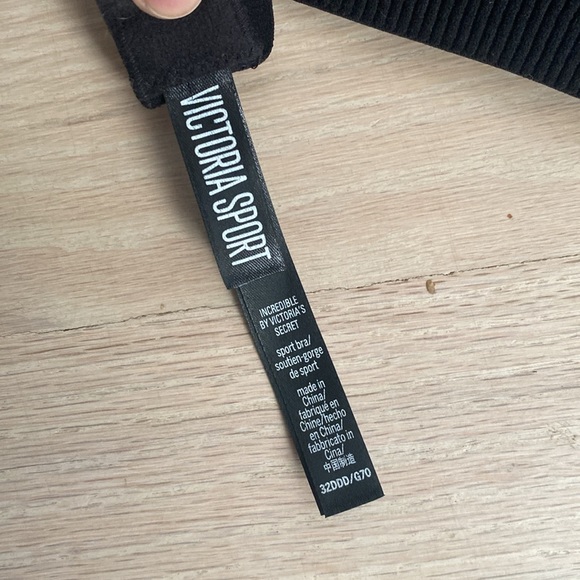 VICTORIA SPORT
INCREDIBLE
BY VICTORIA'S
SECRET
sport bra/
soutien-gorge
de sport
made in
China/
fabriqué en
Chine/hecho
en China/
fabbricato in
Cina/
中国制造
32DDD/G70